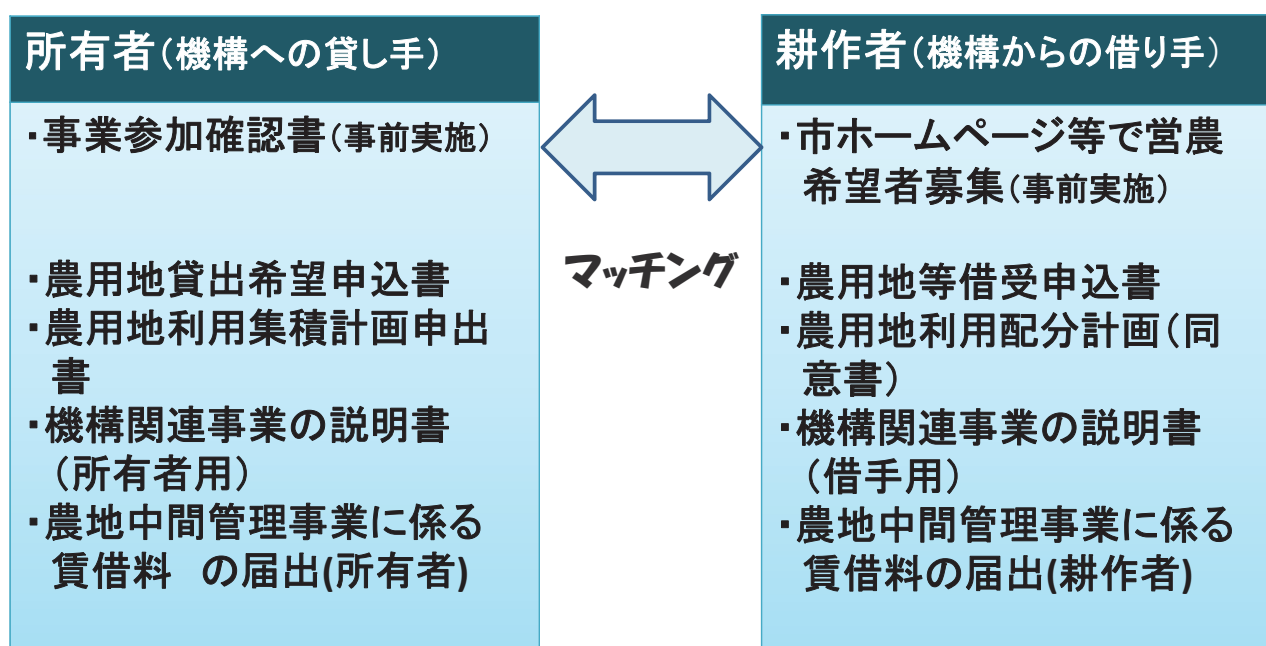 所有者（機構への貸し手）
・事業参加確認書（事前実施）
・農用地貸出希望申込書
・農用地利用集積計画申出
書
・機構関連事業の説明書
（所有者用）
・農地中間管理事業に係る
賃借料　の届出(所有者)
マッチング
耕作者（機構からの借り手）
・市ホームページ等で営農
希望者募集（事前実施）
・農用地等借受申込書
・農用地利用配分計画（同
意書）
・機構関連事業の説明書
（借手用）
・農地中間管理事業に係る
賃借料の届出(耕作者)